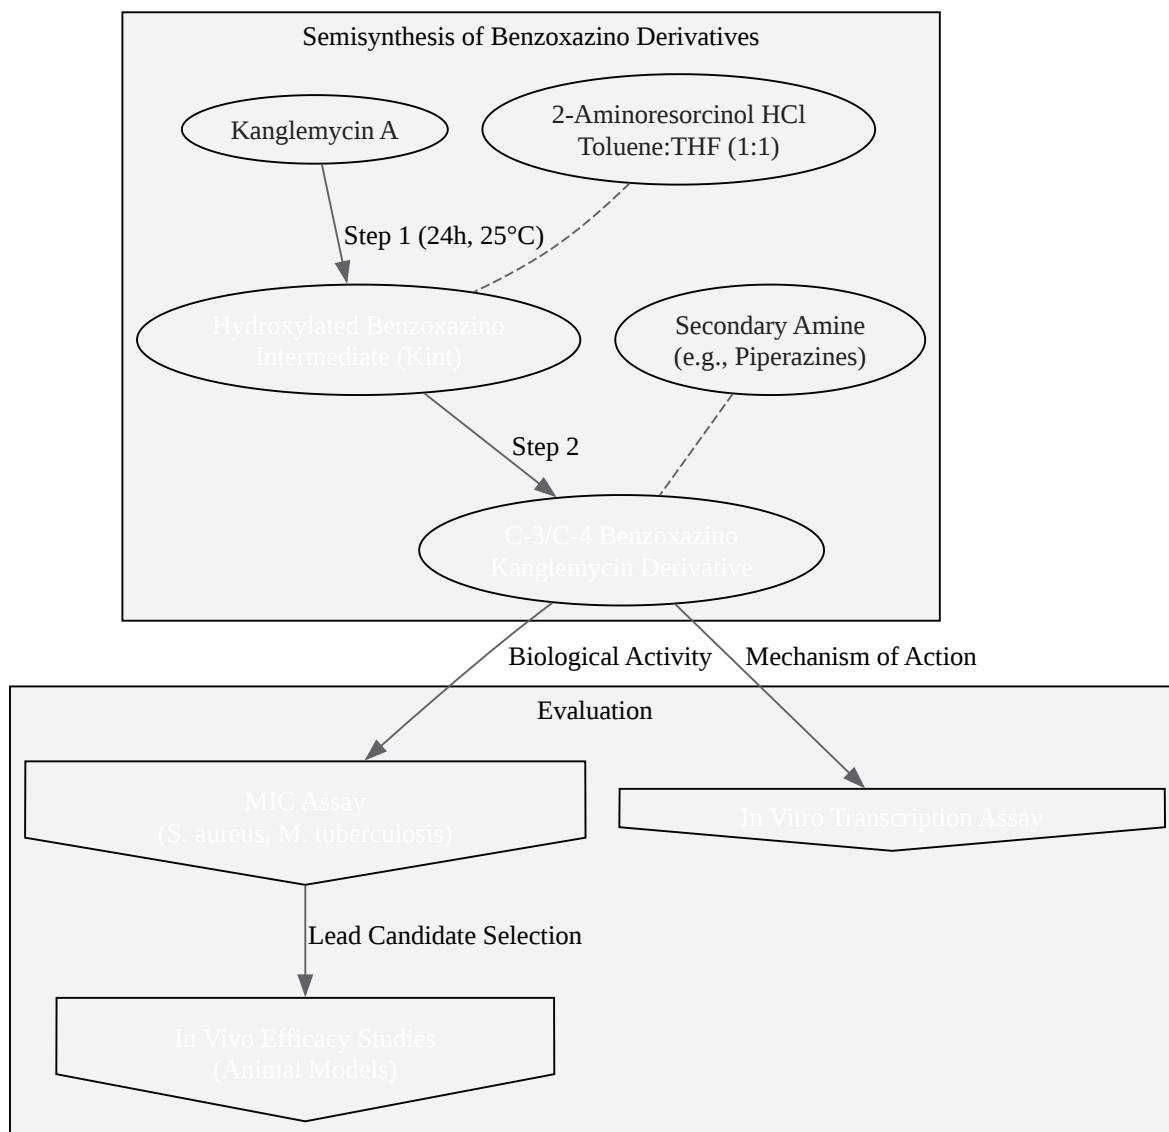 Semisynthesis of Benzoxazino Derivatives
Kanglemycin A
2-Aminoresorcinol HCl
Toluene:THF (1:1)
Step 1 (24h, 25°C)
Hydroxylated Benzoxazino
Intermediate (Kint)
Secondary Amine
(e.g., Piperazines)
Step 2
C-3/C-4 Benzoxazino
Kanglemycin Derivative
Biological Activity
Mechanism of Action
Evaluation
MIC Assay
(S. aureus, M. tuberculosis)
In Vitro Transcription Assay
Lead Candidate Selection
In Vivo Efficacy Studies
(Animal Models)